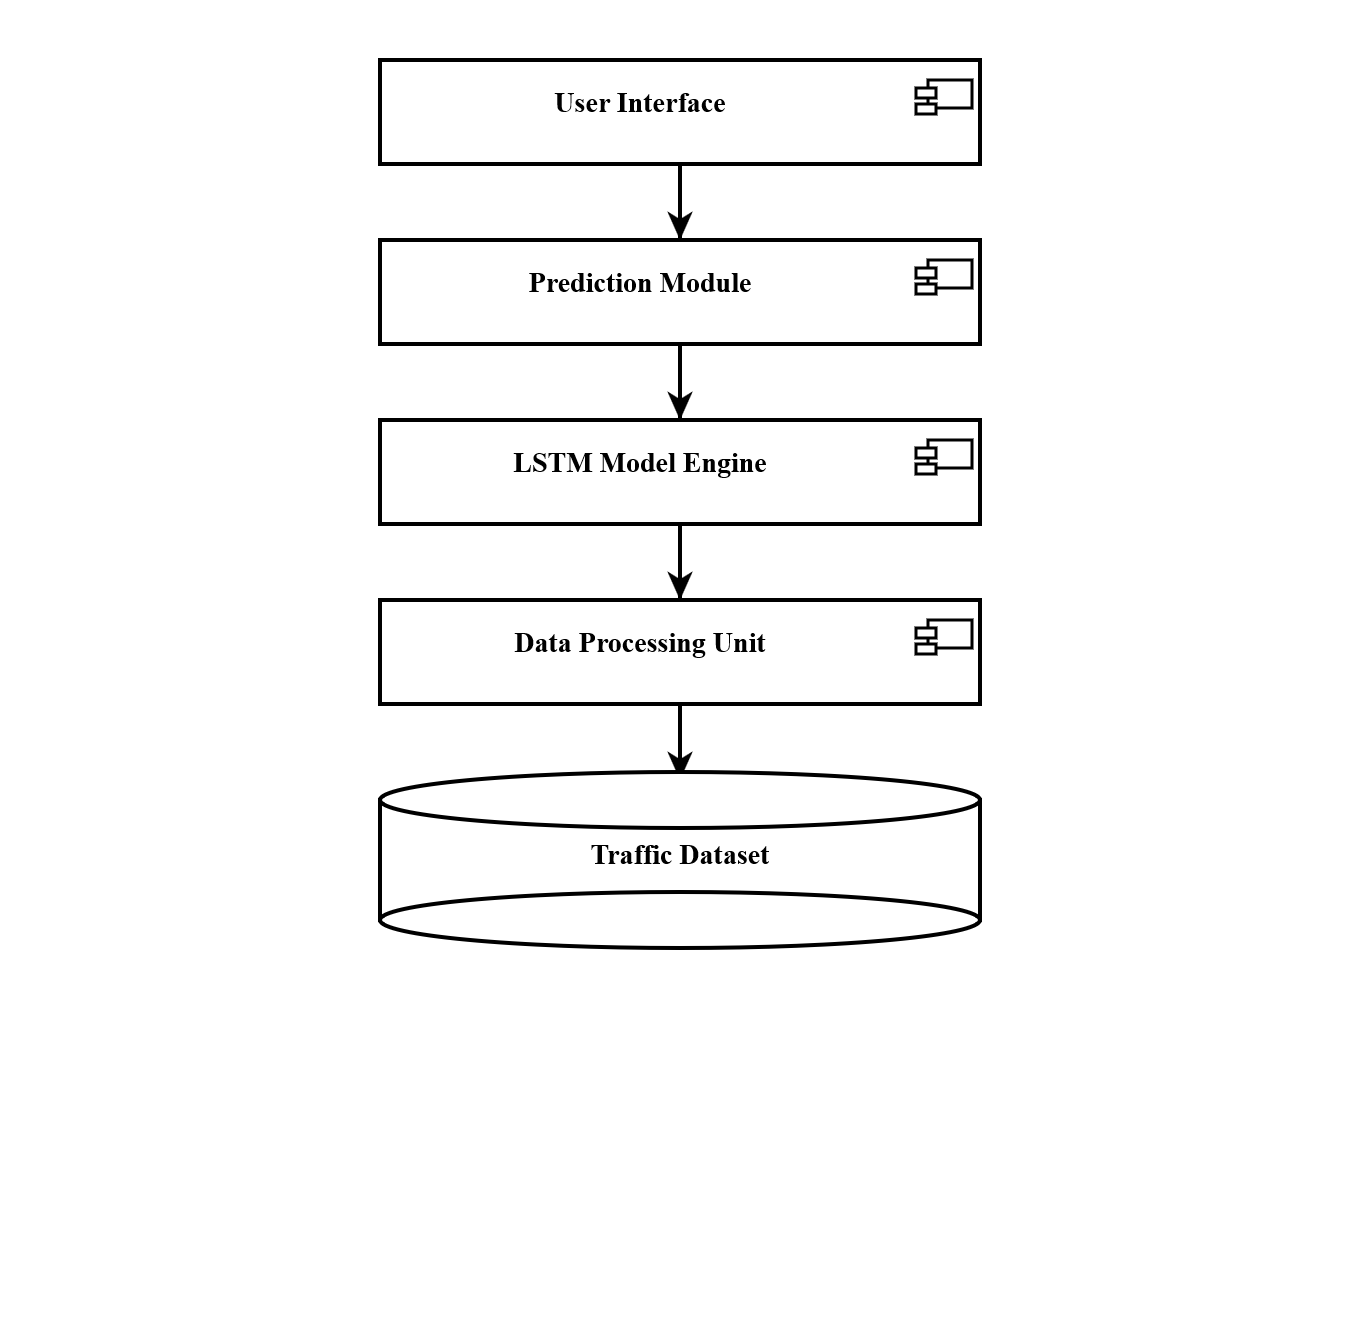 User Interface
Prediction Module
LSTM Model Engine
Data Processing Unit
Traffic Dataset